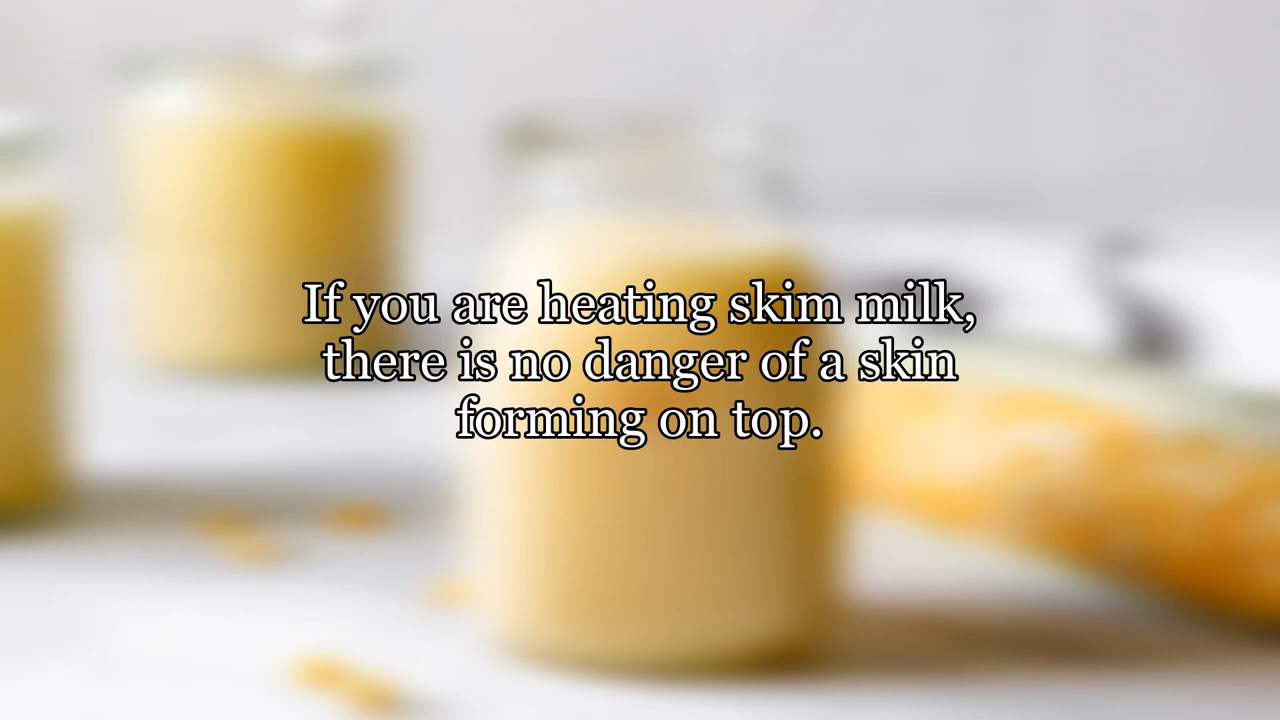 If you are heating skim milk,
there is no danger of a skin
forming on top.